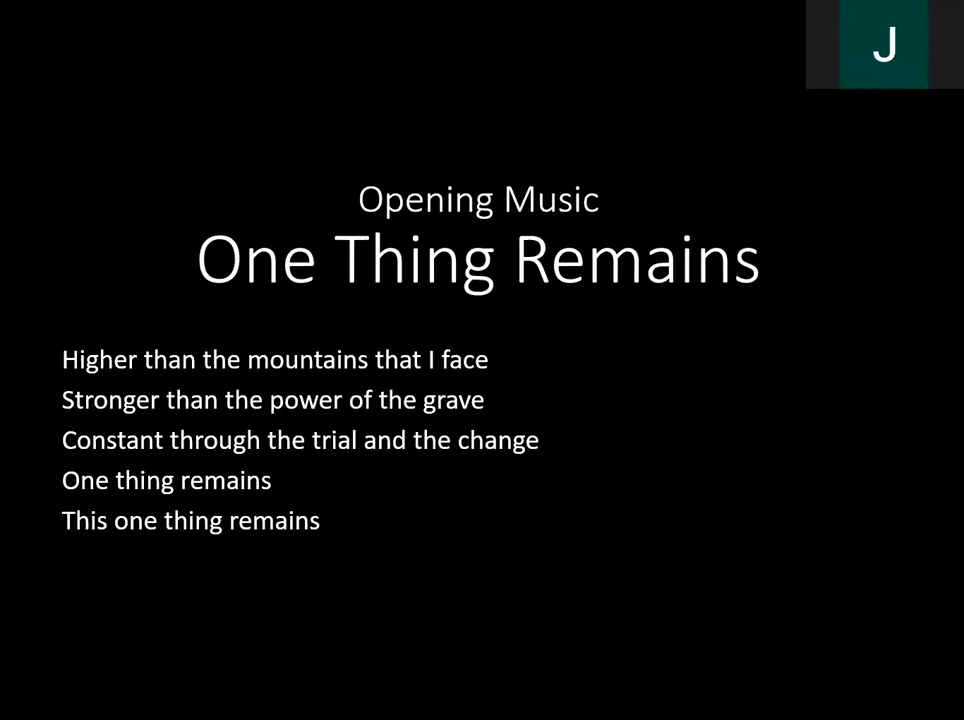 J
Opening Music
One Thing Remains
Higher than the mountains that I face
Stronger than the power of the grave
Constant through the trial and the change
One thing remains
This one thing remains